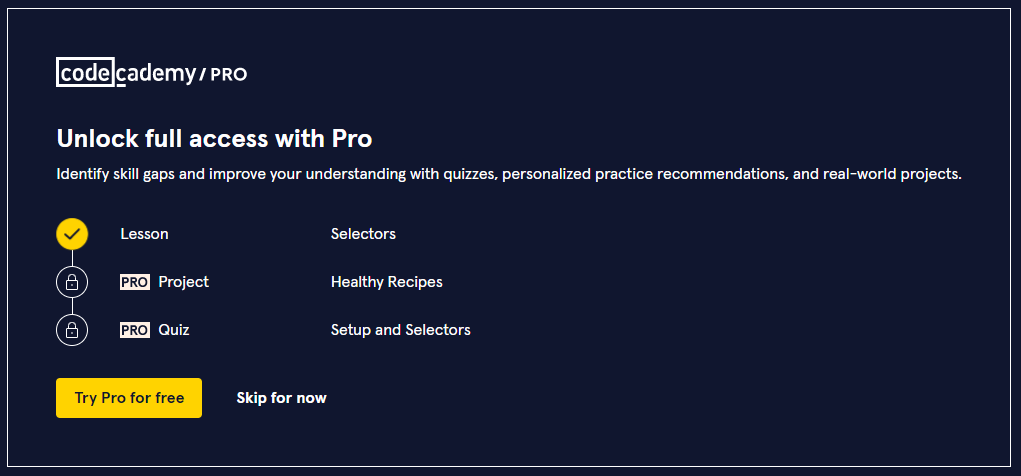 codecademy / PRO
Unlock full access with Pro
Identify skill gaps and improve your understanding with quizzes, personalized practice recommendations, and real-world projects.
Lesson Selectors
PRO Project Healthy Recipes
PRO Quiz Setup and Selectors
Try Pro for free Skip for now